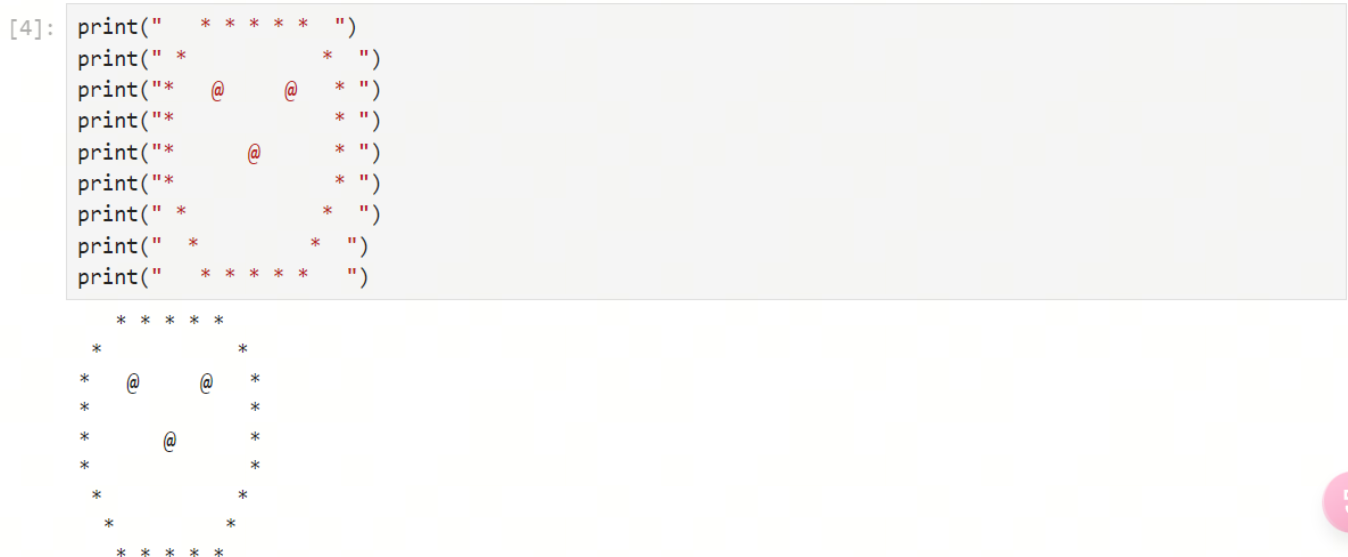 [4]: print("   * * * * *  ")
print(" *           *  ")
print("*   @     @   * ")
print("*             * ")
print("*      @      * ")
print("*             * ")
print(" *           *  ")
print("  *         *  ")
print("   * * * * *   ")
   * * * * *
 *           *
*   @     @   *
*             *
*      @      *
*             *
 *           *
  *         *
   * * * * *